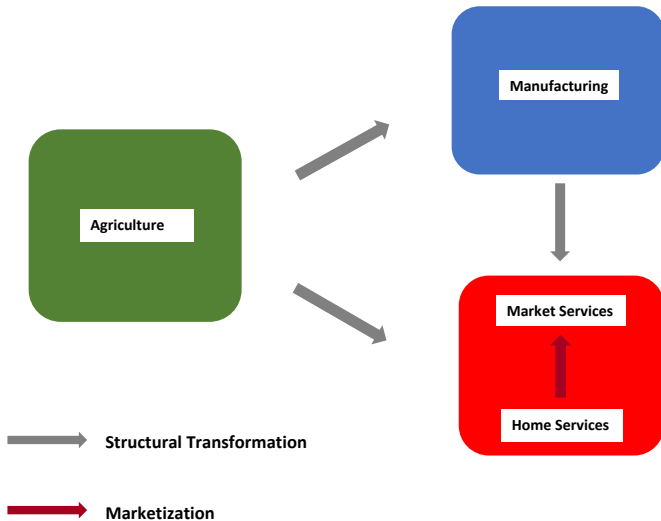 Manufacturing
Agriculture
Market Services
Home Services
Structural Transformation
Marketization